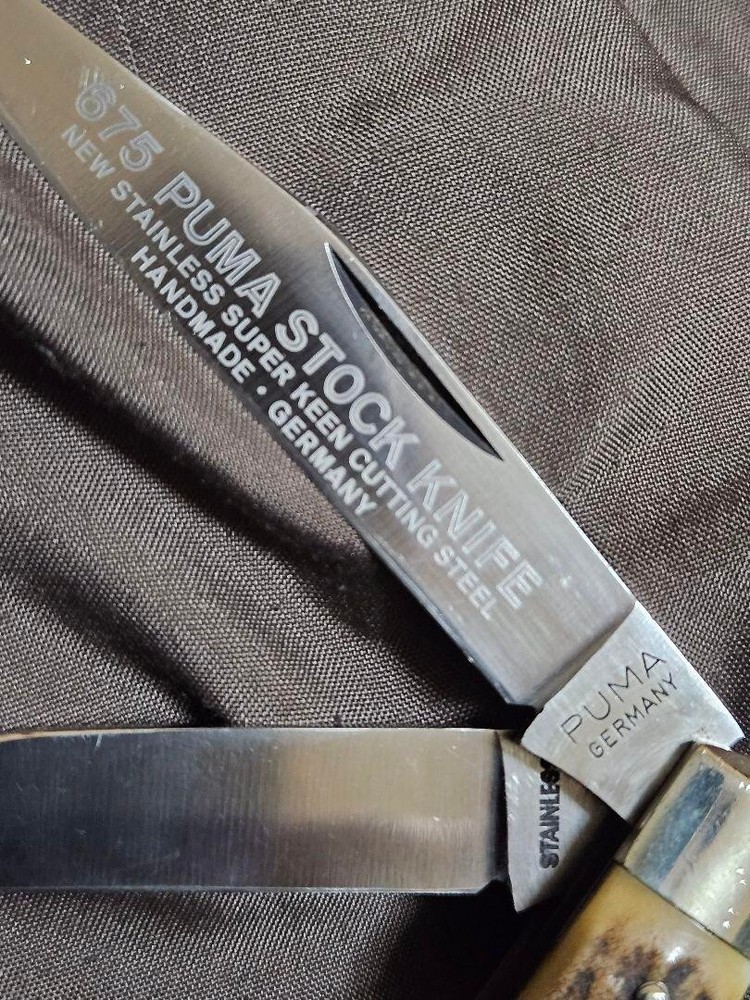 675 PUMA STOCK KNIFE
NEW STAINLESS SUPER KEEN CUTTING STEEL
HANDMADE • GERMANY
PUMA
GERMANY
STAINLESS